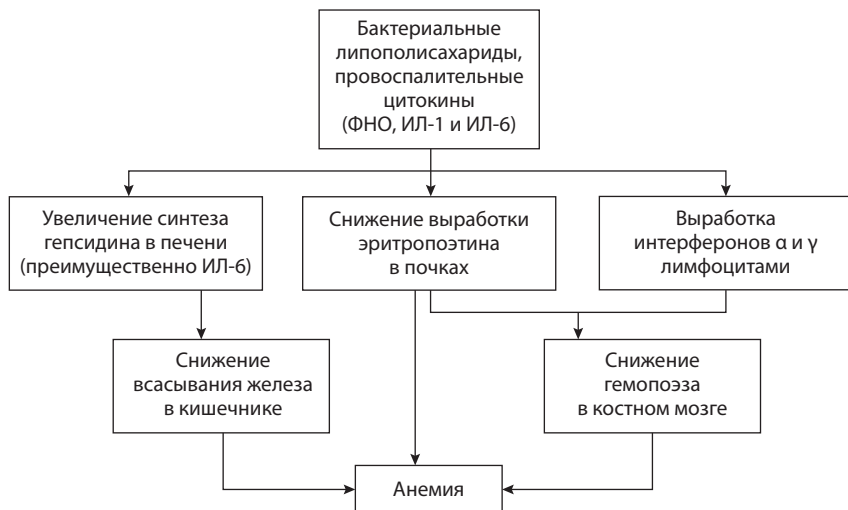 Бактериальные
липополисахариды,
провоспалительные
цитокины
(ФНО, ИЛ-1 и ИЛ-6)
Увеличение синтеза
гепсидина в печени
(преимущественно ИЛ-6)
Снижение выработки
эритропоэтина
в почках
Выработка
интерферонов α и γ
лимфоцитами
Снижение
всасывания железа
в кишечнике
Снижение
гемопоэза
в костном мозге
Анемия